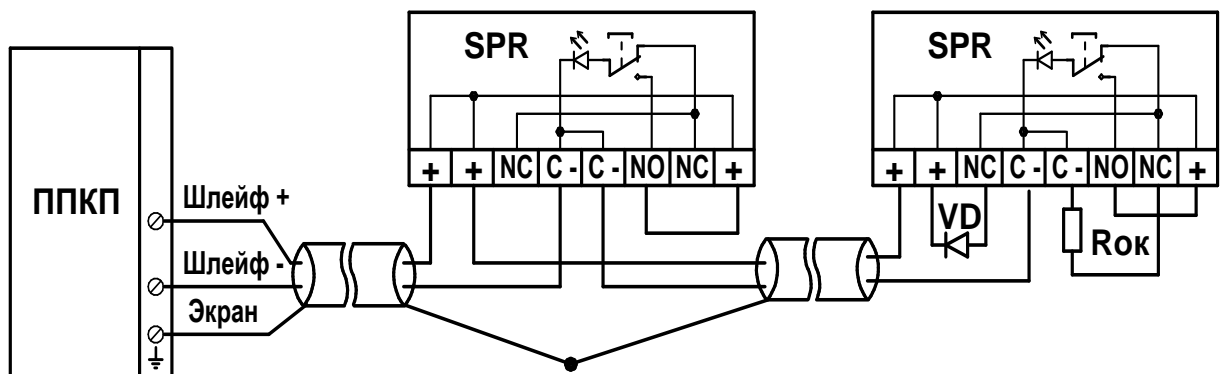 SPR
SPR
+ + NC C - C - NO NC +
+ + NC C - C - NO NC +
ППКП
Шлейф +
Шлейф -
Экран
VD
Rок